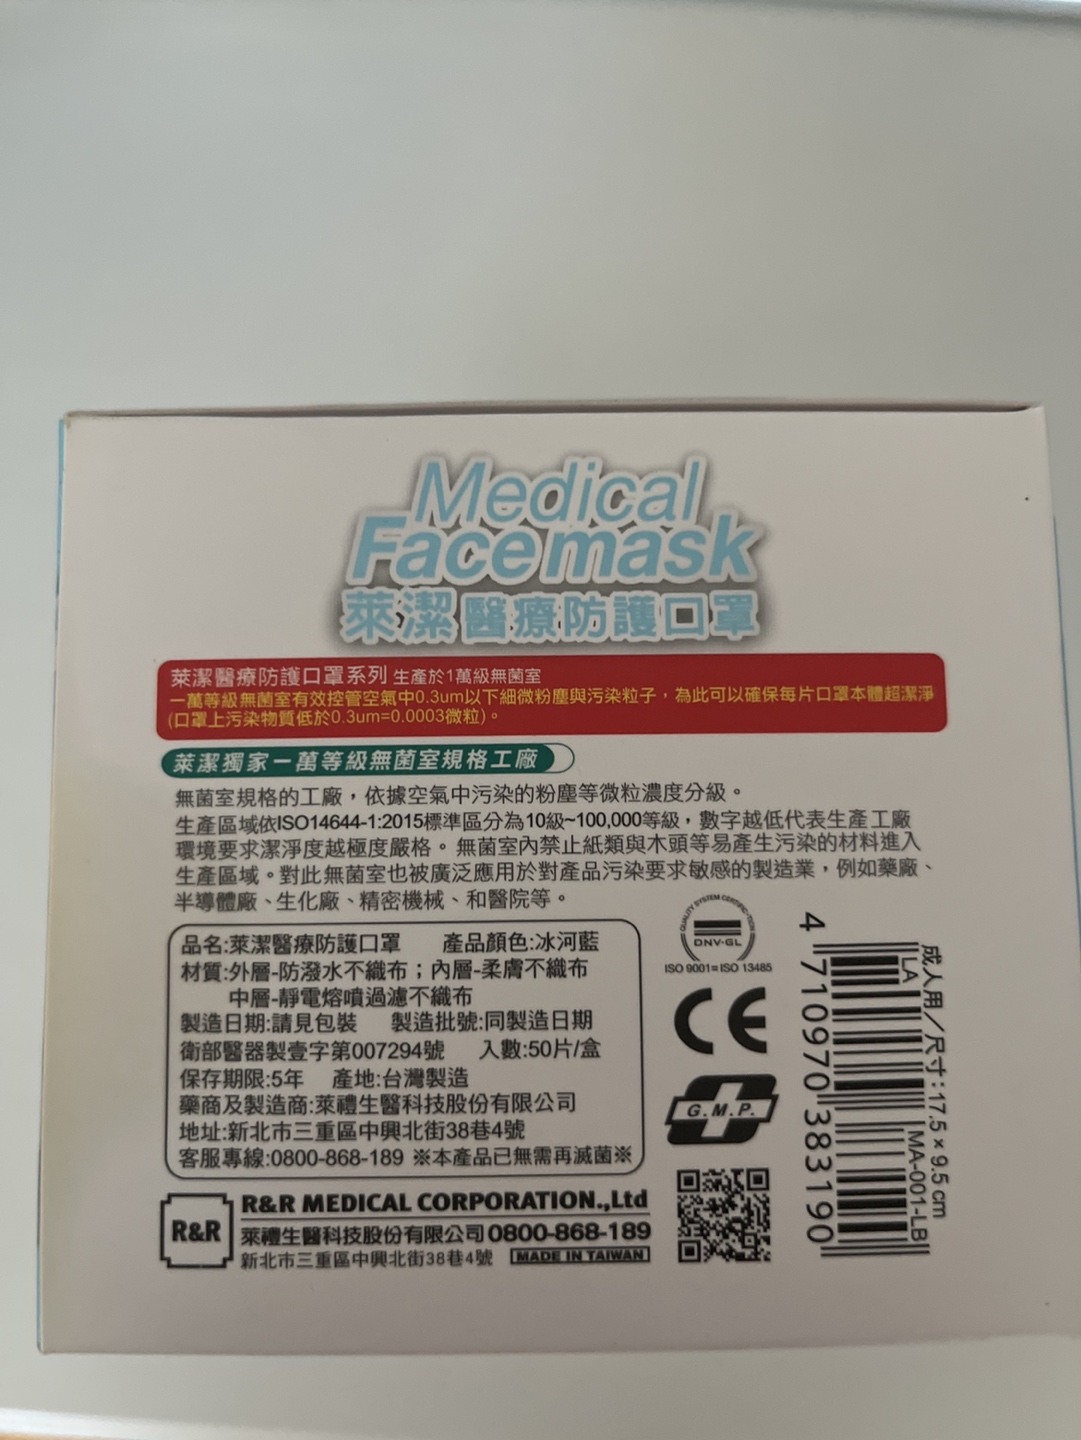 Medical
Face mask
萊潔醫療防護口罩
萊潔醫療防護口罩系列 生產於1萬級無菌室
一萬等級無菌室有效控管空氣中0.3um以下細微粉塵與污染粒子，為此可以確保每片口罩本體超潔淨
(口罩上污染物質低於0.3um=0.0003微粒)。
萊潔獨家一萬等級無菌室規格工廠
無菌室規格的工廠，依據空氣中污染的粉塵等微粒濃度分級。
生產區域依ISO14644-1:2015標準區分為10級~100,000等級，數字越低代表生產工廠
環境要求潔淨度越極度嚴格。無菌室內禁止紙類與木頭等易產生污染的材料進入
生產區域。對此無菌室也被廣泛應用於對產品污染要求敏感的製造業，例如藥廠、
半導體廠、生化廠、精密機械、和醫院等。
品名:萊潔醫療防護口罩 產品顏色:冰河藍
材質:外層-防潑水不織布；內層-柔膚不織布
中層-靜電熔噴過濾不織布
製造日期:請見包裝 製造批號:同製造日期
衛部醫器製壹字第007294號 入數:50片/盒
保存期限:5年 產地:台灣製造
藥商及製造商:萊禮生醫科技股份有限公司
地址:新北市三重區中興北街38巷4號
客服專線:0800-868-189 ※本產品已無需再滅菌※
R&R
R&R MEDICAL CORPORATION.,Ltd
萊禮生醫科技股份有限公司 0800-868-189
新北市三重區中興北街38巷4號 MADE IN TAIWAN
QUALITY SYSTEM CERTIFICATION
DNV·GL
ISO 9001=ISO 13485
CE
G.M.P.
4 710970 383190
LA
MA-001-LB
成人用／尺寸:17.5×9.5cm